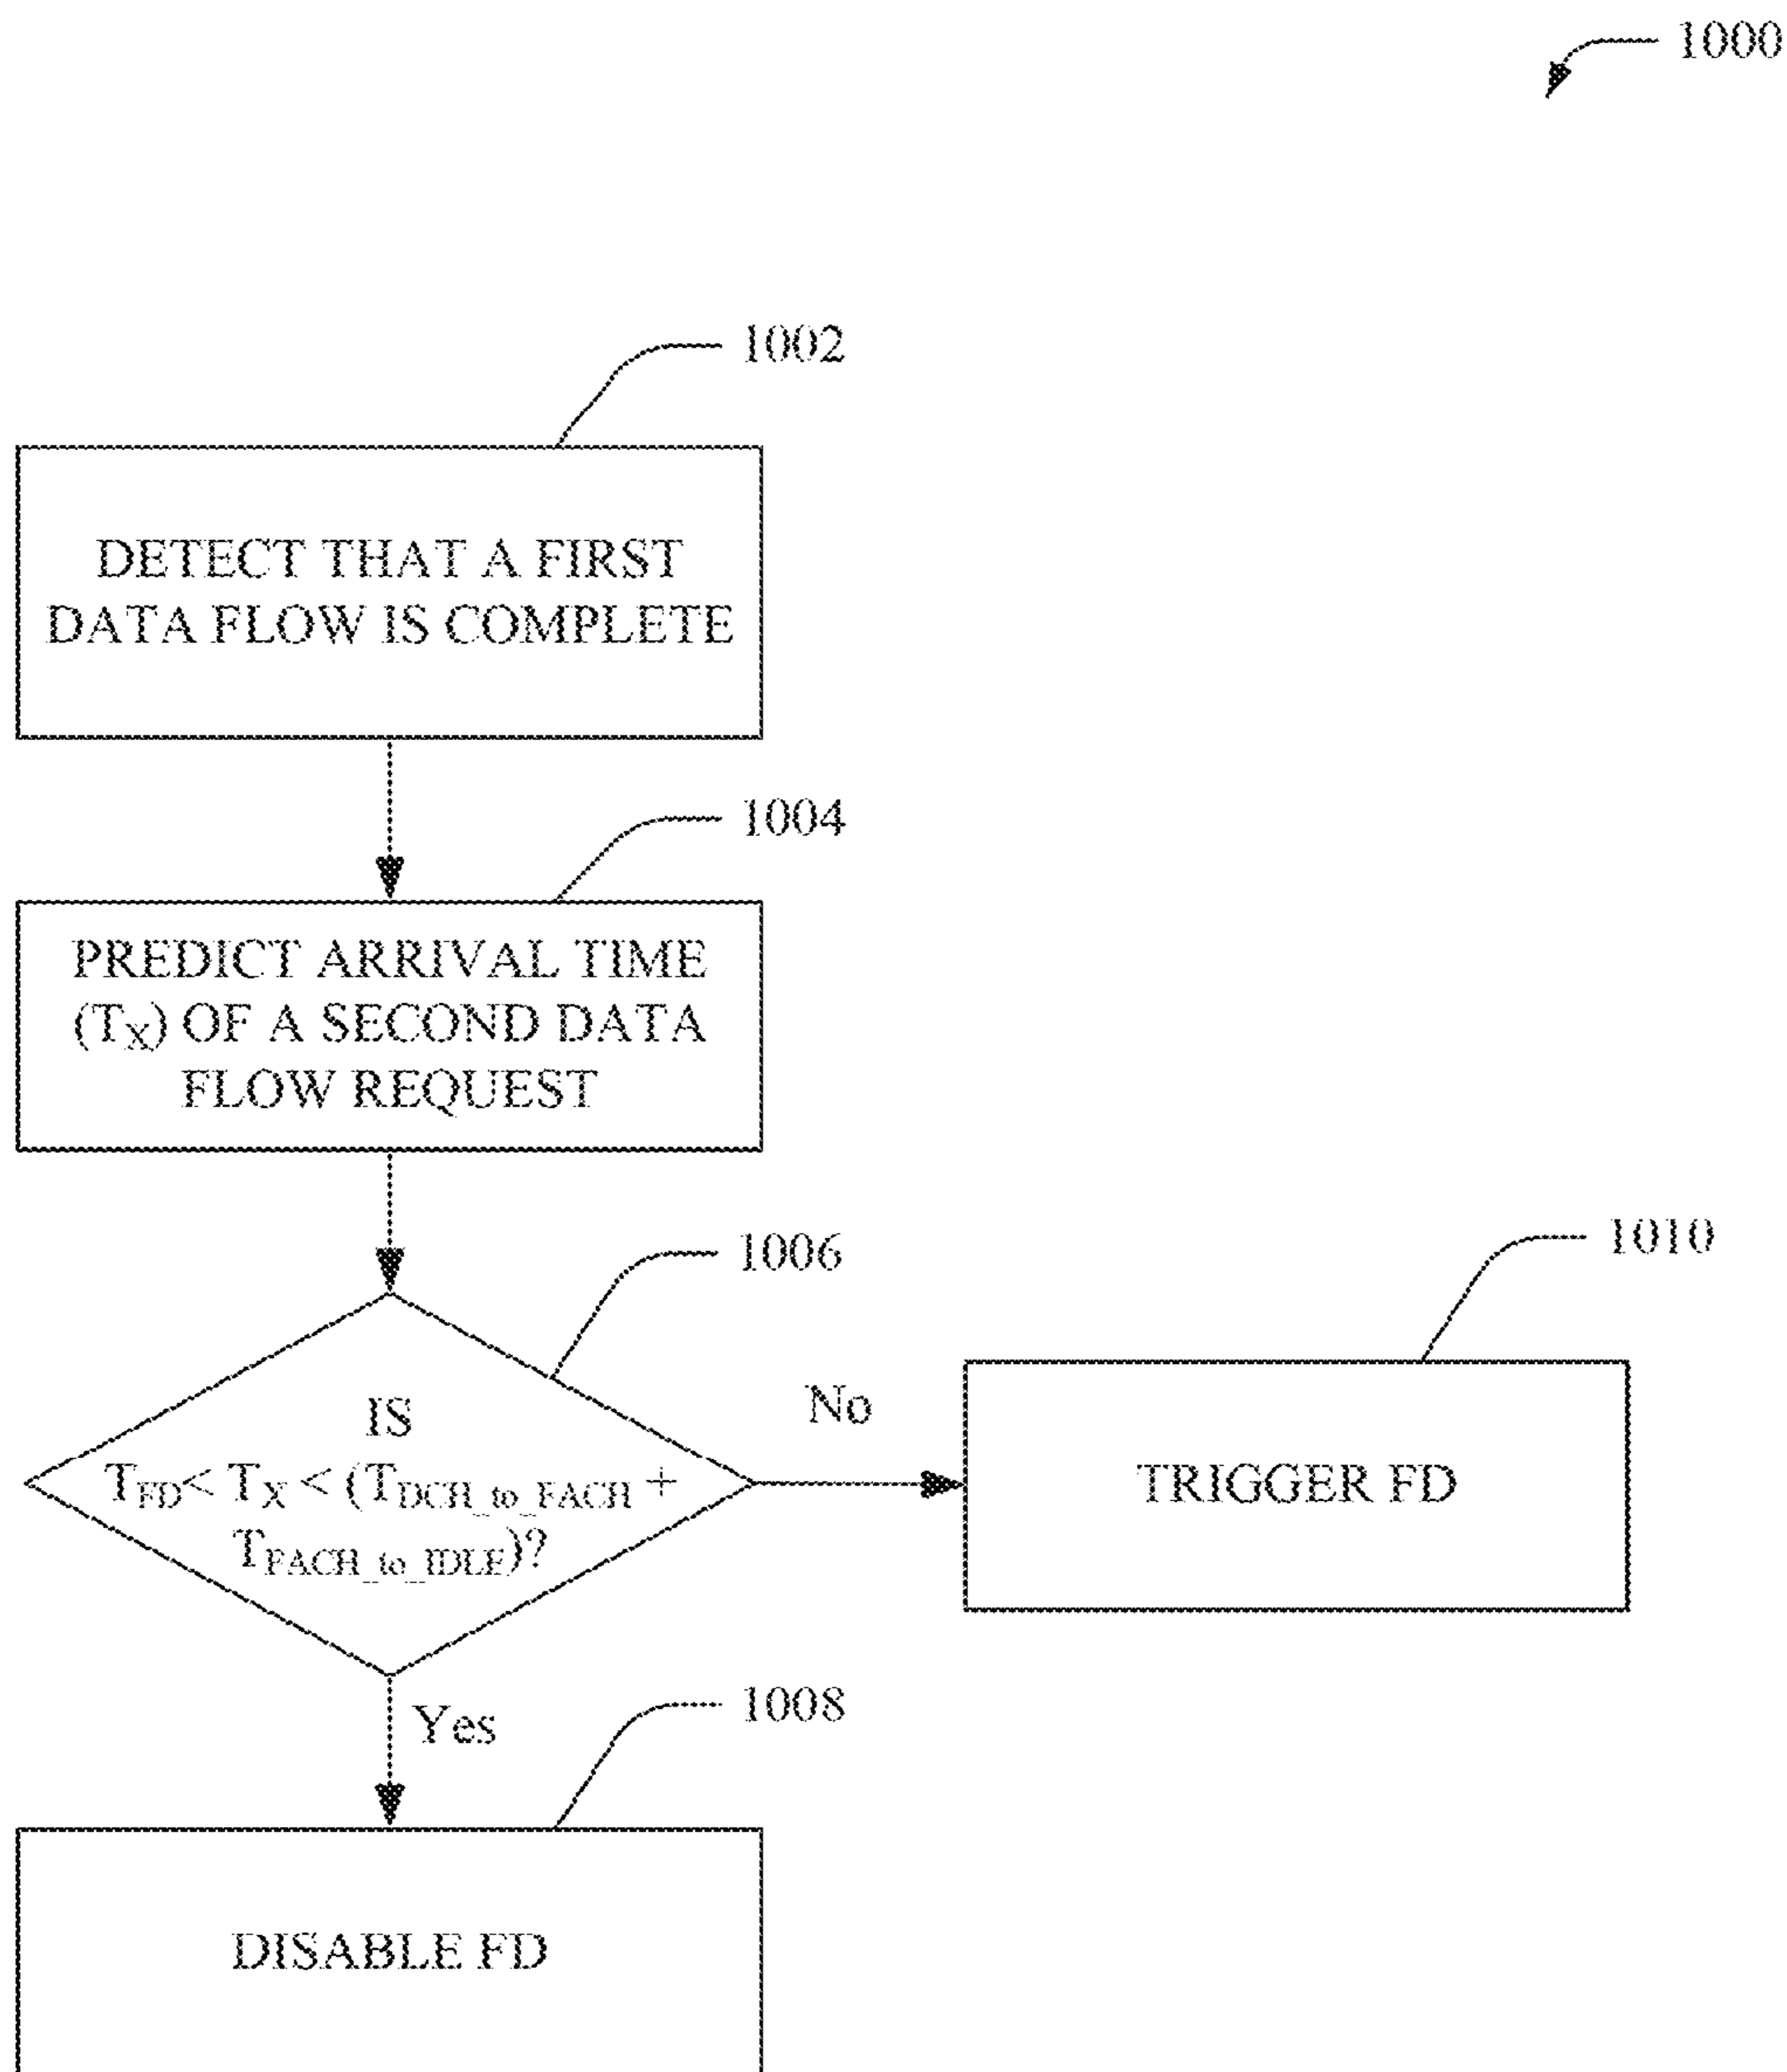 1000
1002
DETECT THAT A FIRST
DATA FLOW IS COMPLETE
1004
PREDICT ARRIVAL TIME
(TX) OF A SECOND DATA
FLOW REQUEST
1006
1010
IS
TFD< TX < (TDCH_to_FACH +
TFACH_to_IDLE)?
No
TRIGGER FD
Yes
1008
DISABLE FD